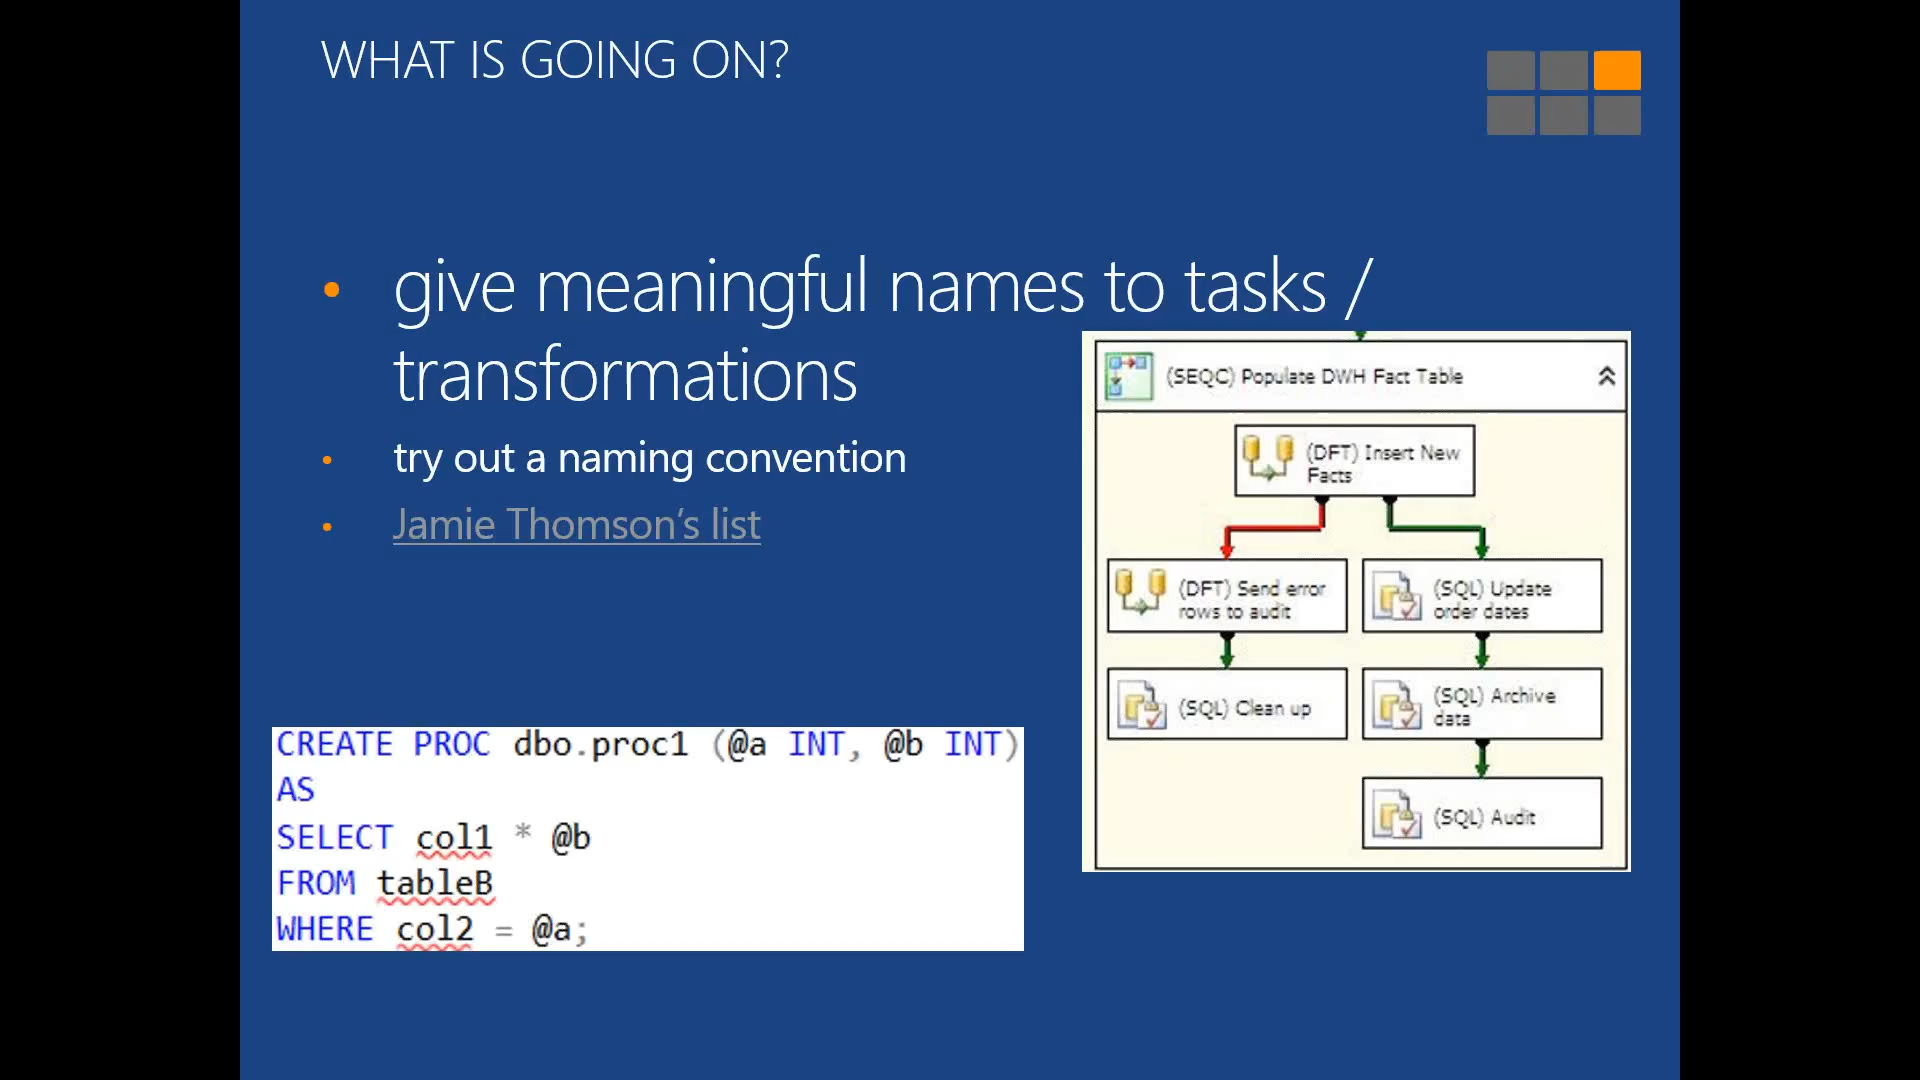 WHAT IS GOING ON?
• give meaningful names to tasks /
transformations
• try out a naming convention
• Jamie Thomson’s list
(SEQC) Populate DWH Fact Table
(DFT) Insert New
Facts
(DFT) Send error
rows to audit
(SQL) Update
order dates
(SQL) Clean up
(SQL) Archive
data
(SQL) Audit
CREATE PROC dbo.proc1 (@a INT, @b INT)
AS
SELECT col1 * @b
FROM tableB
WHERE col2 = @a;